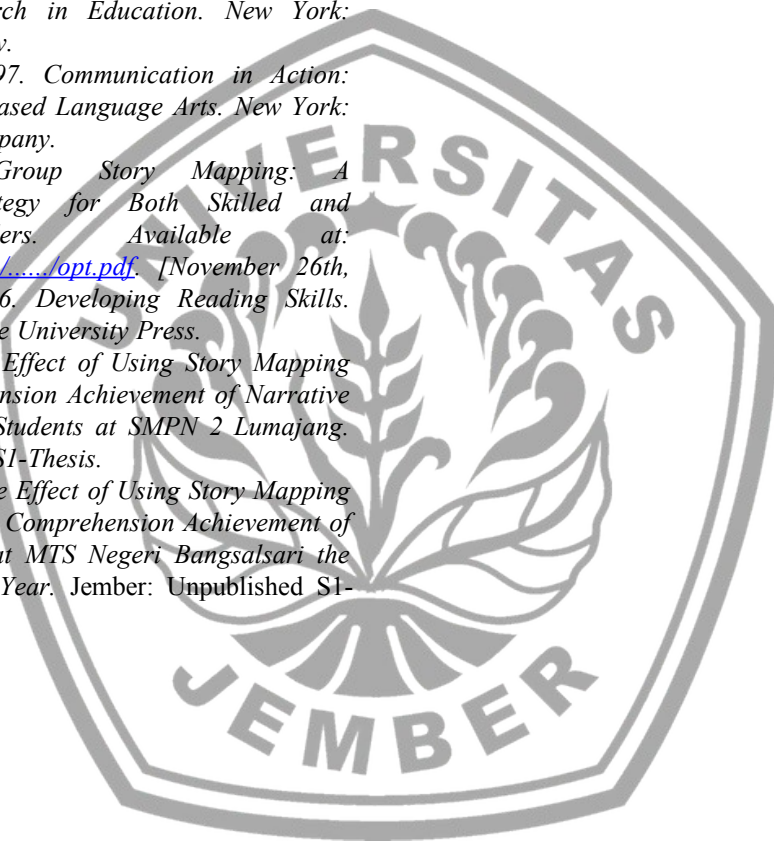 rch in Education. New York:
y.
97. Communication in Action:
ased Language Arts. New York:
pany.
Group Story Mapping: A
tegy for Both Skilled and
ers. Available at:
/....../opt.pdf. [November 26th,
6. Developing Reading Skills.
e University Press.
Effect of Using Story Mapping
nsion Achievement of Narrative
Students at SMPN 2 Lumajang.
S1-Thesis.
e Effect of Using Story Mapping
Comprehension Achievement of
at MTS Negeri Bangsalsari the
Year. Jember: Unpublished S1-
UNIVERSITAS
JEMBER